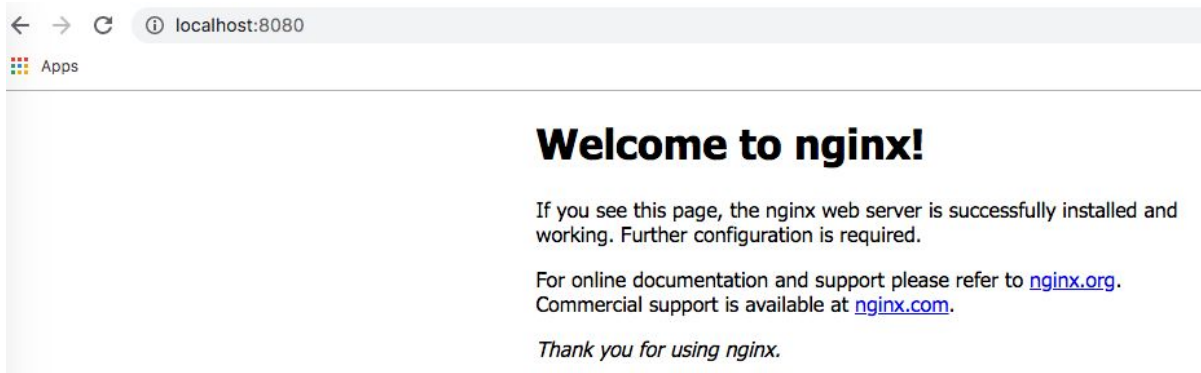 localhost:8080
Apps
Welcome to nginx!
If you see this page, the nginx web server is successfully installed and
working. Further configuration is required.
For online documentation and support please refer to nginx.org.
Commercial support is available at nginx.com.
Thank you for using nginx.